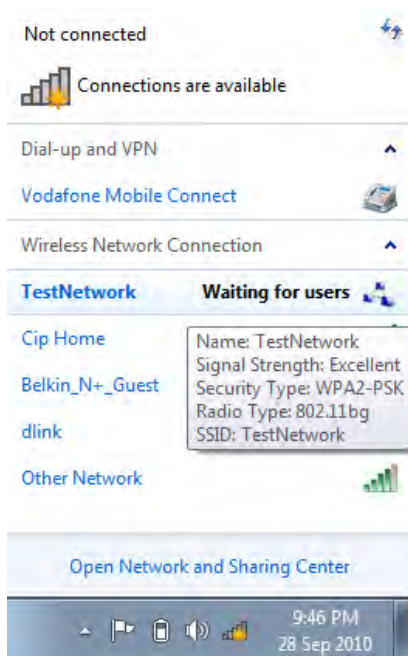 Not connected
Connections are available
Dial-up and VPN
Vodafone Mobile Connect
Wireless Network Connection
TestNetwork Waiting for users
Cip Home
Name: TestNetwork
Signal Strength: Excellent
Belkin_N+_Guest
Security Type: WPA2-PSK
Radio Type: 802.11bg
dlink
SSID: TestNetwork
Other Network
Open Network and Sharing Center
9:46 PM
28 Sep 2010